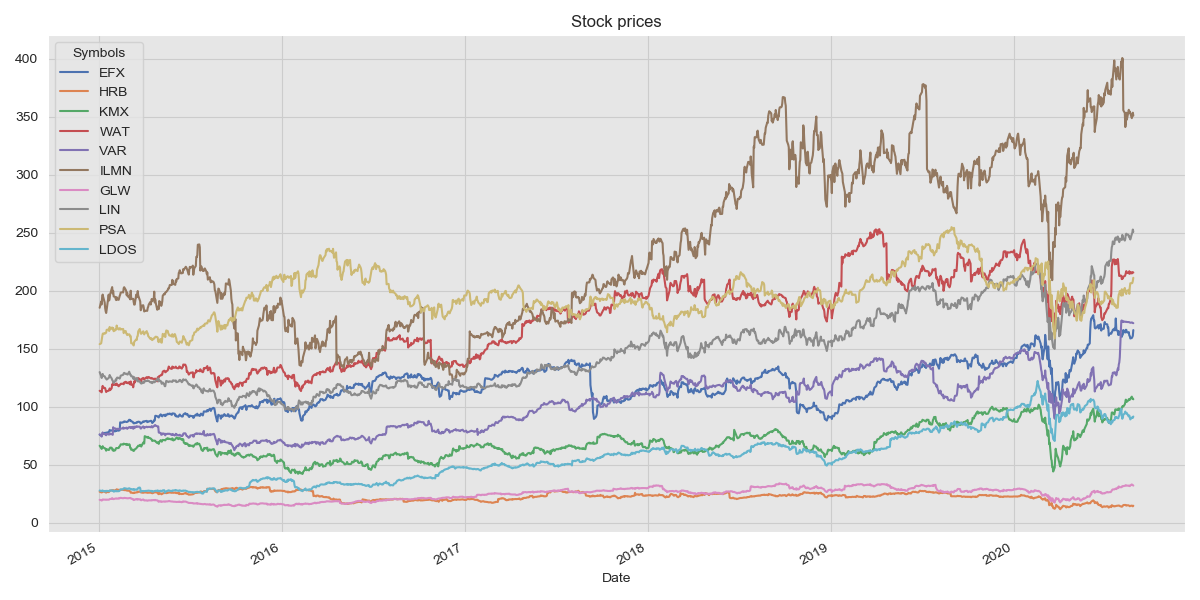 Stock prices
Symbols
EFX
HRB
KMX
WAT
VAR
ILMN
GLW
LIN
PSA
LDOS
400
350
300
250
200
150
100
50
0
2015
2016
2017
2018
2019
2020
Date